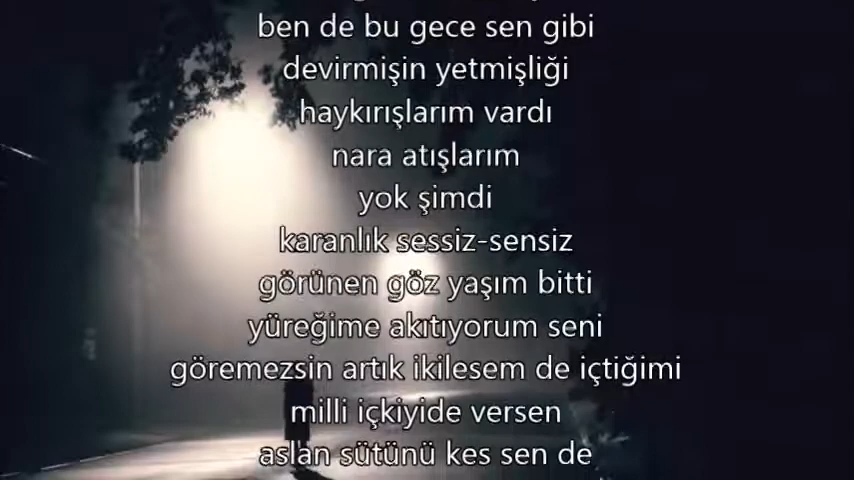 ben de bu gece sen gibi
devirmişin yetmişliği
haykırışlarım vardı
nara atışlarım
yok şimdi
karanlık sessiz-sensiz
görünen göz yaşım bitti
yüreğime akıtıyorum seni
göremezsin artık ikilesem de içtiğimi
milli içkiyide versen
aslan sütünü kes sen de